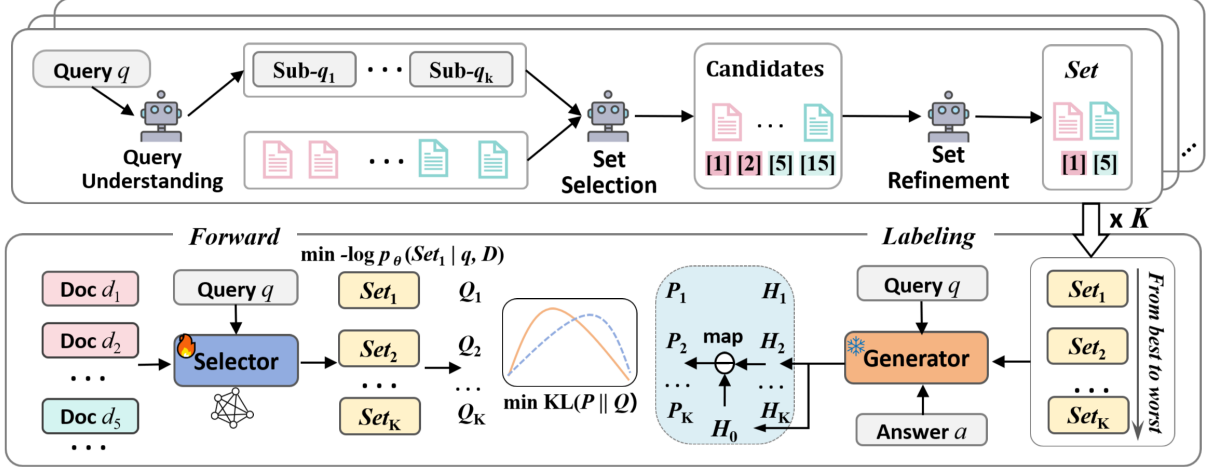 Query q
Sub-q1
. . .
Sub-qk
Query
Understanding
. . .
Set
Selection
Candidates
...
[1] [2] [5] [15]
Set
Refinement
Set
[1] [5]
...
x K
Forward
min -log pθ(Set1 | q, D)
Doc d1
Doc d2
. . .
Doc d5
. . .
Query q
Selector
Set1
Set2
. . .
SetK
Q1
Q2
...
QK
min KL(P || Q)
Labeling
P1
P2
...
PK
map
H1
H2
...
HK
H0
Query q
Generator
Answer a
Set1
Set2
. . .
SetK
From best to worst